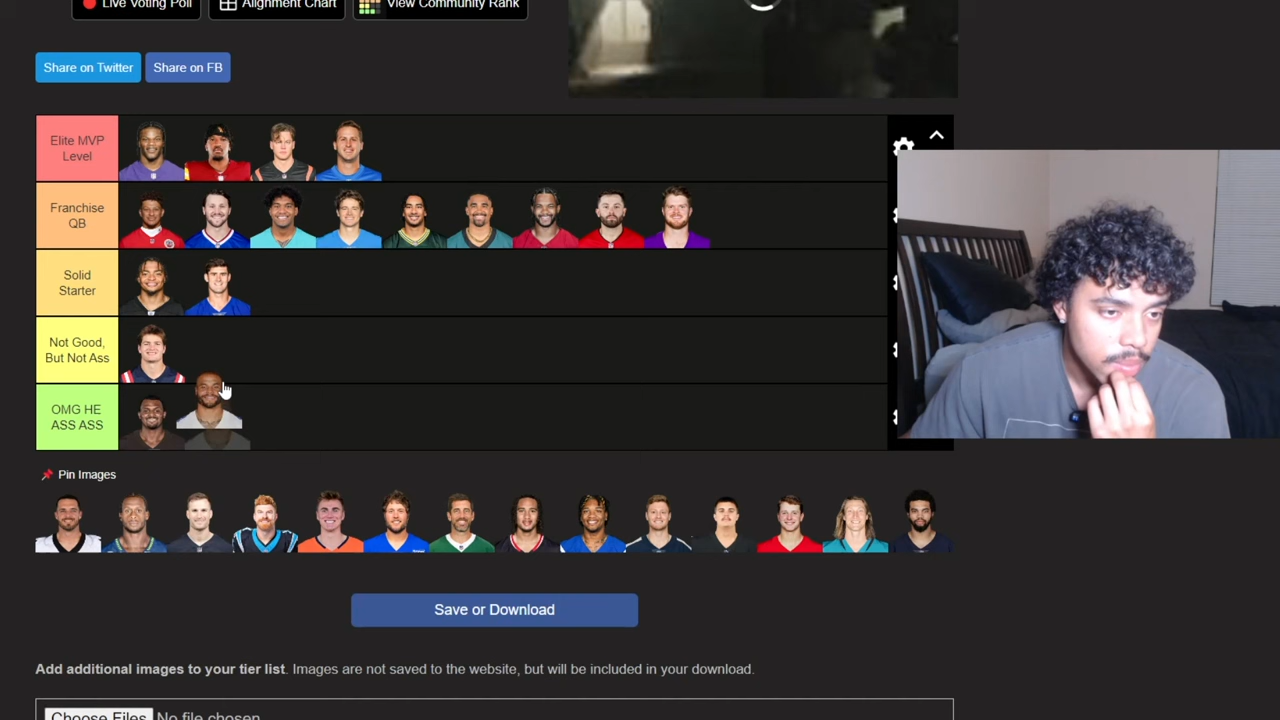 Live Voting Poll
Alignment Chart
View Community Rank
Share on Twitter
Share on FB
Elite MVP
Level
Franchise
QB
Solid
Starter
Not Good,
But Not Ass
OMG HE
ASS ASS
📌 Pin Images
Save or Download
Add additional images to your tier list. Images are not saved to the website, but will be included in your download.
Choose Files No file chosen